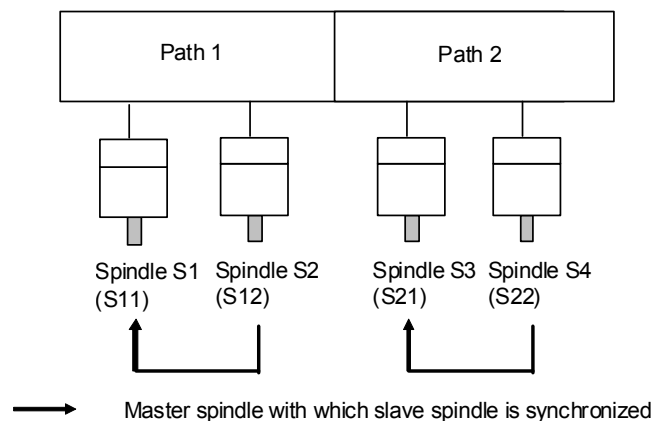 Path 1
Path 2
Spindle S1
(S11)
Spindle S2
(S12)
Spindle S3
(S21)
Spindle S4
(S22)
Master spindle with which slave spindle is synchronized